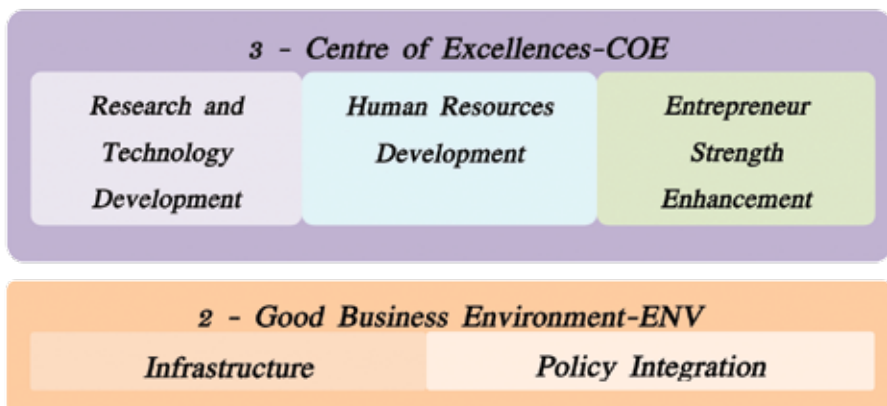 3 - Centre of Excellences-COE
Research and
Technology
Development
Human Resources
Development
Entrepreneur
Strength
Enhancement
2 - Good Business Environment-ENV
Infrastructure
Policy Integration